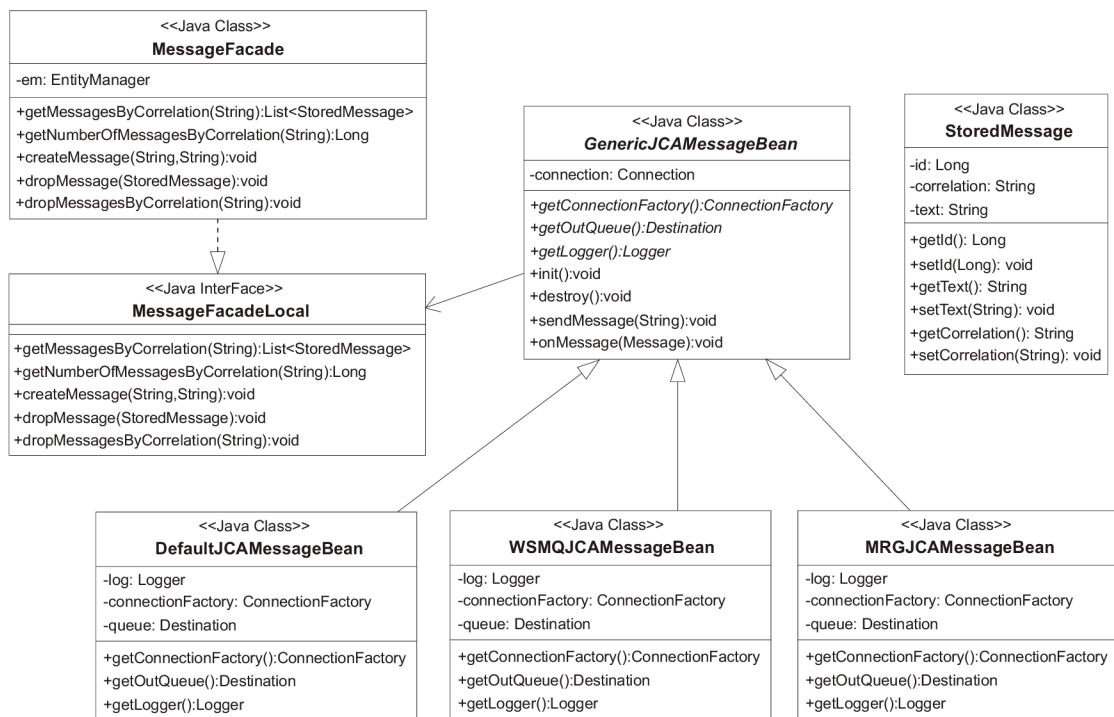 <<Java Class>>
MessageFacade
-em: EntityManager
+getMessagesByCorrelation(String):List<StoredMessage>
+getNumberOfMessagesByCorrelation(String):Long
+createMessage(String,String):void
+dropMessage(StoredMessage):void
+dropMessagesByCorrelation(String):void
<<Java InterFace>>
MessageFacadeLocal
+getMessagesByCorrelation(String):List<StoredMessage>
+getNumberOfMessagesByCorrelation(String):Long
+createMessage(String,String):void
+dropMessage(StoredMessage):void
+dropMessagesByCorrelation(String):void
<<Java Class>>
GenericJCAMessageBean
-connection: Connection
+getConnectionFactory():ConnectionFactory
+getOutQueue():Destination
+getLogger():Logger
+init():void
+destroy():void
+sendMessage(String):void
+onMessage(Message):void
<<Java Class>>
StoredMessage
-id: Long
-correlation: String
-text: String
+getId(): Long
+setId(Long): void
+getText(): String
+setText(String): void
+getCorrelation(): String
+setCorrelation(String): void
<<Java Class>>
DefaultJCAMessageBean
-log: Logger
-connectionFactory: ConnectionFactory
-queue: Destination
+getConnectionFactory():ConnectionFactory
+getOutQueue():Destination
+getLogger():Logger
<<Java Class>>
WSMQJCAMessageBean
-log: Logger
-connectionFactory: ConnectionFactory
-queue: Destination
+getConnectionFactory():ConnectionFactory
+getOutQueue():Destination
+getLogger():Logger
<<Java Class>>
MRGJCAMessageBean
-log: Logger
-connectionFactory: ConnectionFactory
-queue: Destination
+getConnectionFactory():ConnectionFactory
+getOutQueue():Destination
+getLogger():Logger